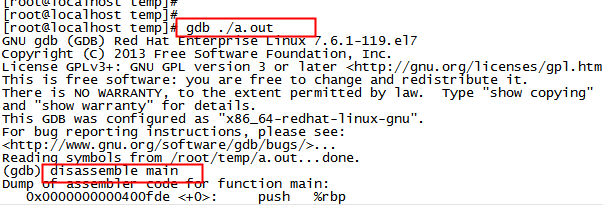 [root@localhost temp]#
[root@localhost temp]#
[root@localhost temp]# gdb ./a.out
GNU gdb (GDB) Red Hat Enterprise Linux 7.6.1-119.el7
Copyright (C) 2013 Free Software Foundation, Inc.
License GPLv3+: GNU GPL version 3 or later <http://gnu.org/licenses/gpl.htm
This is free software: you are free to change and redistribute it.
There is NO WARRANTY, to the extent permitted by law.  Type "show copying"
and "show warranty" for details.
This GDB was configured as "x86_64-redhat-linux-gnu".
For bug reporting instructions, please see:
<http://www.gnu.org/software/gdb/bugs/>...
Reading symbols from /root/temp/a.out...done.
(gdb) disassemble main
Dump of assembler code for function main:
   0x0000000000400fde <+0>:     push   %rbp